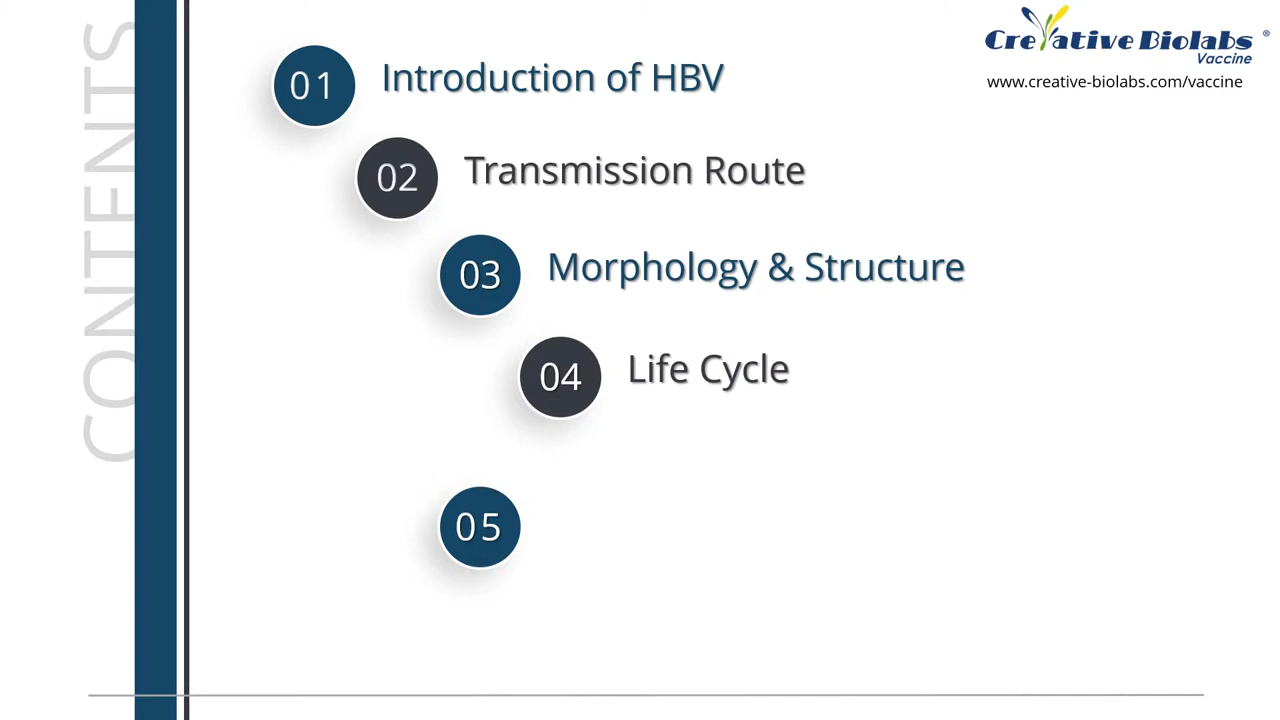 CONTENTS
Creative Biolabs ®
Vaccine
www.creative-biolabs.com/vaccine
01 Introduction of HBV
02 Transmission Route
03 Morphology & Structure
04 Life Cycle
05